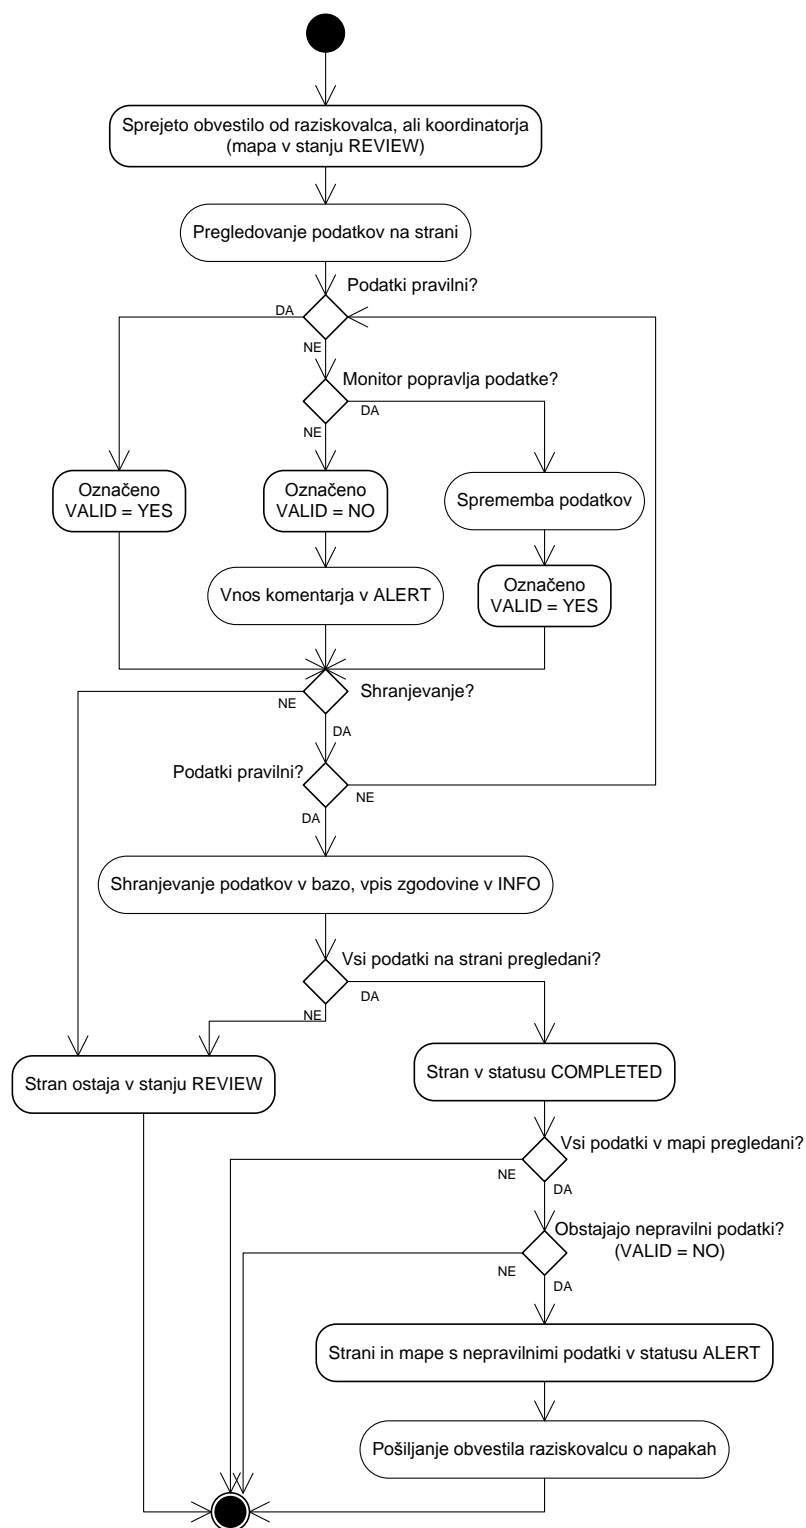 Sprejeto obvestilo od raziskovalca, ali koordinatorja
(mapa v stanju REVIEW)
Pregledovanje podatkov na strani
Podatki pravilni?
DA
NE
Monitor popravlja podatke?
DA
NE
Označeno
VALID = YES
Označeno
VALID = NO
Sprememba podatkov
Vnos komentarja v ALERT
Označeno
VALID = YES
Shranjevanje?
NE
DA
Podatki pravilni?
NE
DA
Shranjevanje podatkov v bazo, vpis zgodovine v INFO
Vsi podatki na strani pregledani?
DA
NE
Stran ostaja v stanju REVIEW
Stran v statusu COMPLETED
Vsi podatki v mapi pregledani?
NE
DA
Obstajajo nepravilni podatki?
(VALID = NO)
NE
DA
Strani in mape s nepravilnimi podatki v statusu ALERT
Pošiljanje obvestila raziskovalcu o napakah